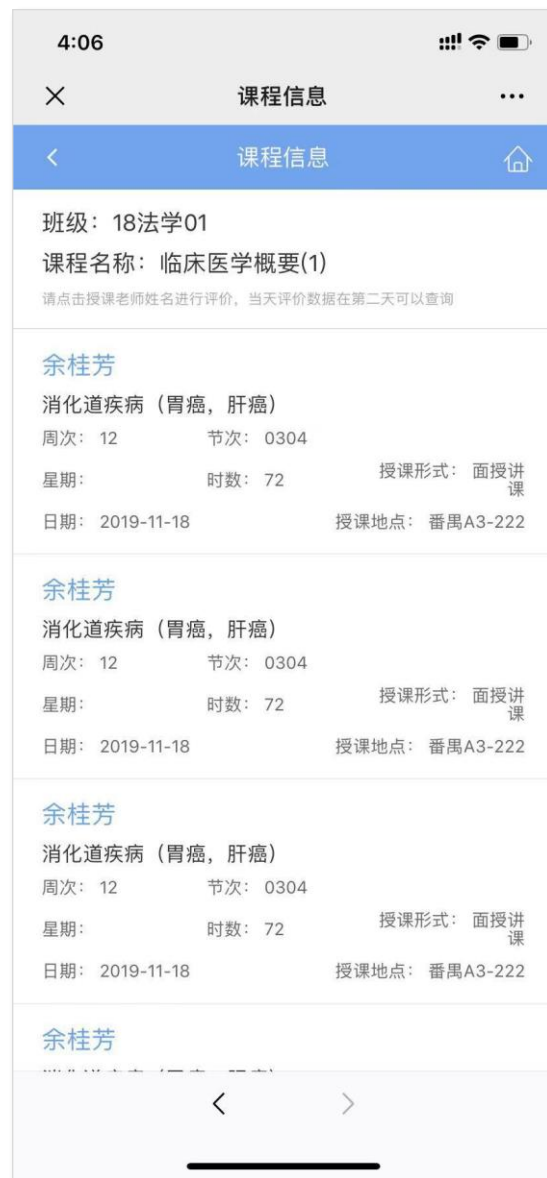 4:06
课程信息
课程信息
班级：18法学01
课程名称：临床医学概要(1)
请点击授课老师姓名进行评价，当天评价数据在第二天可以查询
余桂芳
消化道疾病（胃癌，肝癌）
周次： 12 节次： 0304
星期： 时数： 72 授课形式： 面授讲
课
日期： 2019-11-18 授课地点： 番禺A3-222
余桂芳
消化道疾病（胃癌，肝癌）
周次： 12 节次： 0304
星期： 时数： 72 授课形式： 面授讲
课
日期： 2019-11-18 授课地点： 番禺A3-222
余桂芳
消化道疾病（胃癌，肝癌）
周次： 12 节次： 0304
星期： 时数： 72 授课形式： 面授讲
课
日期： 2019-11-18 授课地点： 番禺A3-222
余桂芳